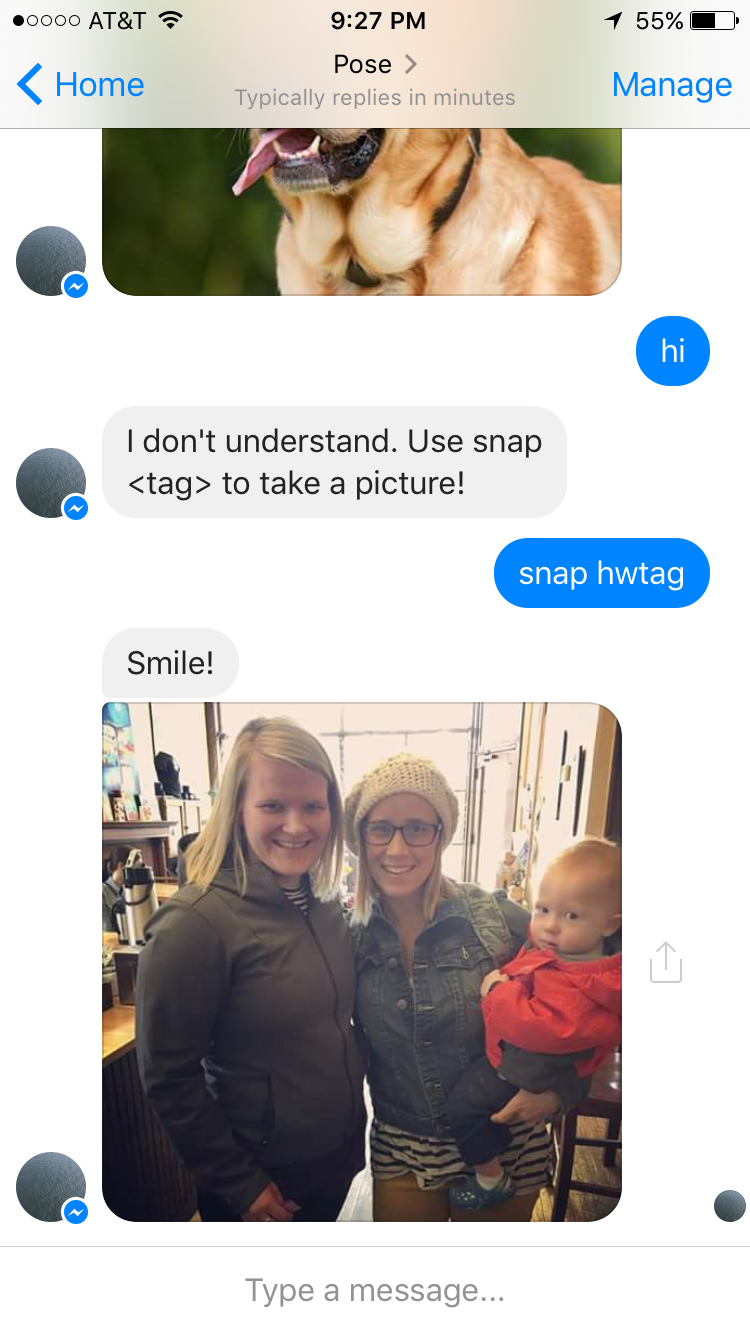 AT&T 9:27 PM 55%
Home Pose Manage
Typically replies in minutes
hi
I don't understand. Use snap
<tag> to take a picture!
snap hwtag
Smile!
Type a message...